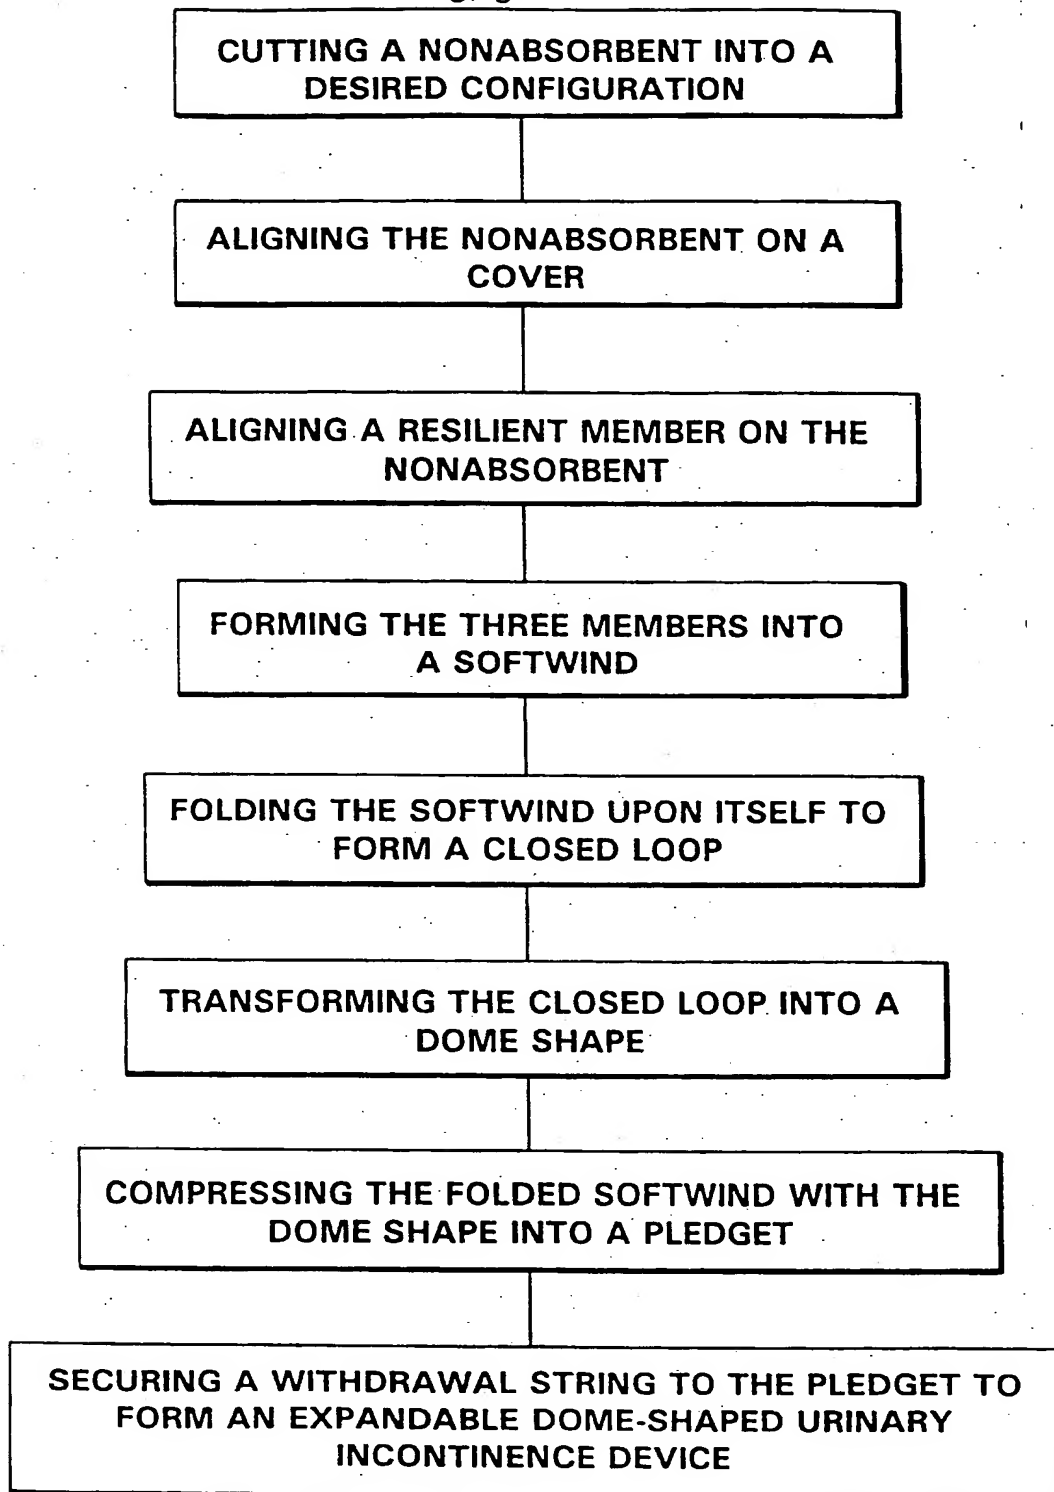 CUTTING A NONABSORBENT INTO A
DESIRED CONFIGURATION
ALIGNING THE NONABSORBENT ON A
COVER
ALIGNING A RESILIENT MEMBER ON THE
NONABSORBENT
FORMING THE THREE MEMBERS INTO
A SOFTWIND
FOLDING THE SOFTWIND UPON ITSELF TO
FORM A CLOSED LOOP
TRANSFORMING THE CLOSED LOOP INTO A
DOME SHAPE
COMPRESSING THE FOLDED SOFTWIND WITH THE
DOME SHAPE INTO A PLEDGET
SECURING A WITHDRAWAL STRING TO THE PLEDGET TO
FORM AN EXPANDABLE DOME-SHAPED URINARY
INCONTINENCE DEVICE